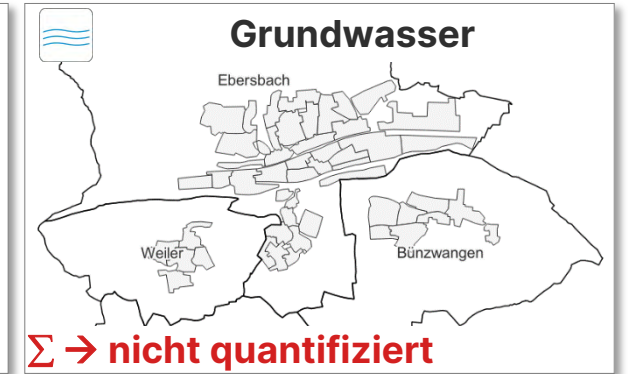 Grundwasser
Ebersbach
Weiler
Bünzwangen
∑ → nicht quantifiziert